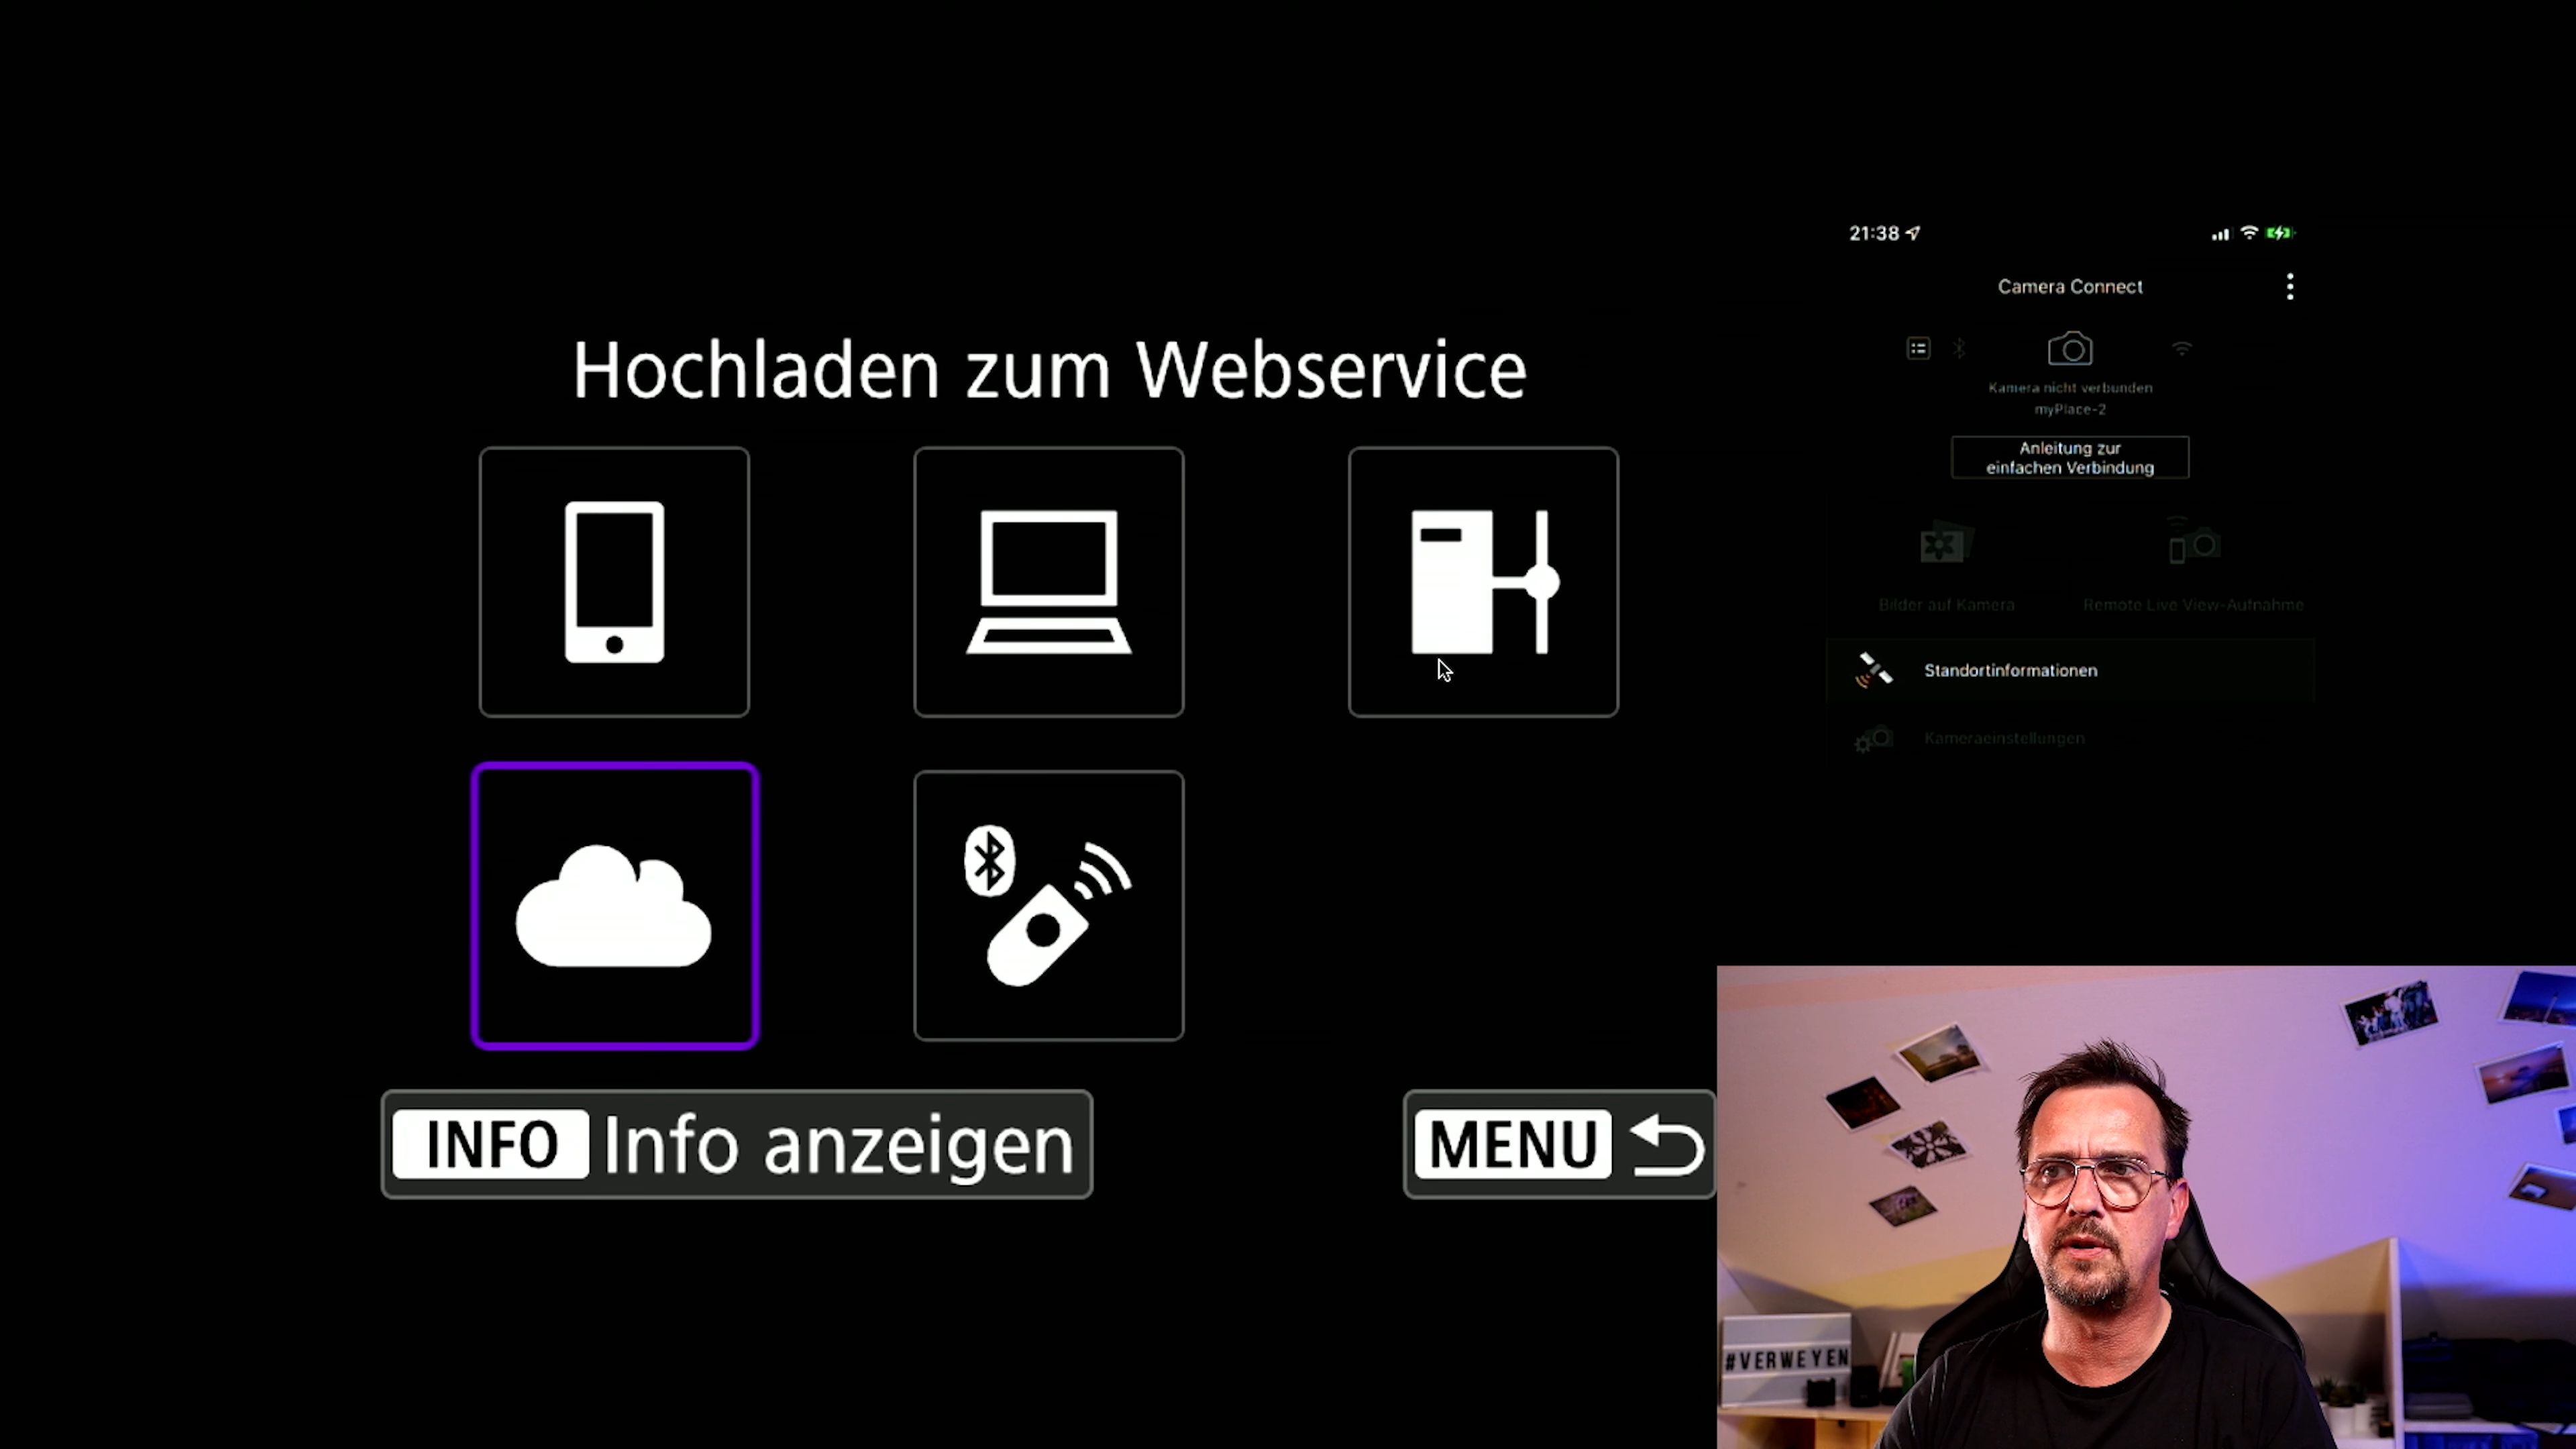 Hochladen zum Webservice
INFO Info anzeigen
MENU
21:38
Camera Connect
Kamera nicht verbunden
myPlace-2
Anleitung zur
einfachen Verbindung
Bilder auf Kamera
Remote Live View-Aufnahme
Standortinformationen
Kameraeinstellungen
#VERWEYEN